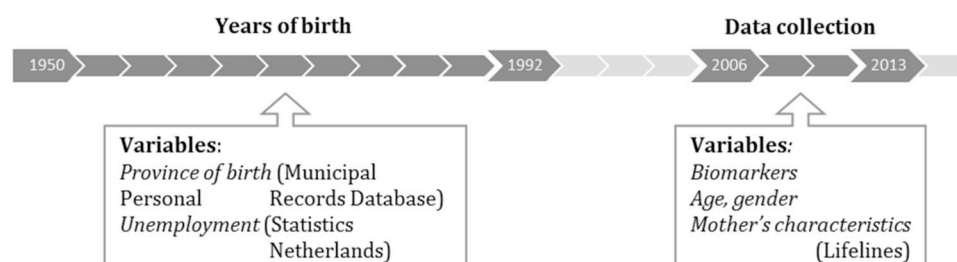 Years of birth
Data collection
1950
1992
2006
2013
Variables:
Province of birth (Municipal
Personal Records Database)
Unemployment (Statistics
Netherlands)
Variables:
Biomarkers
Age, gender
Mother's characteristics
(Lifelines)